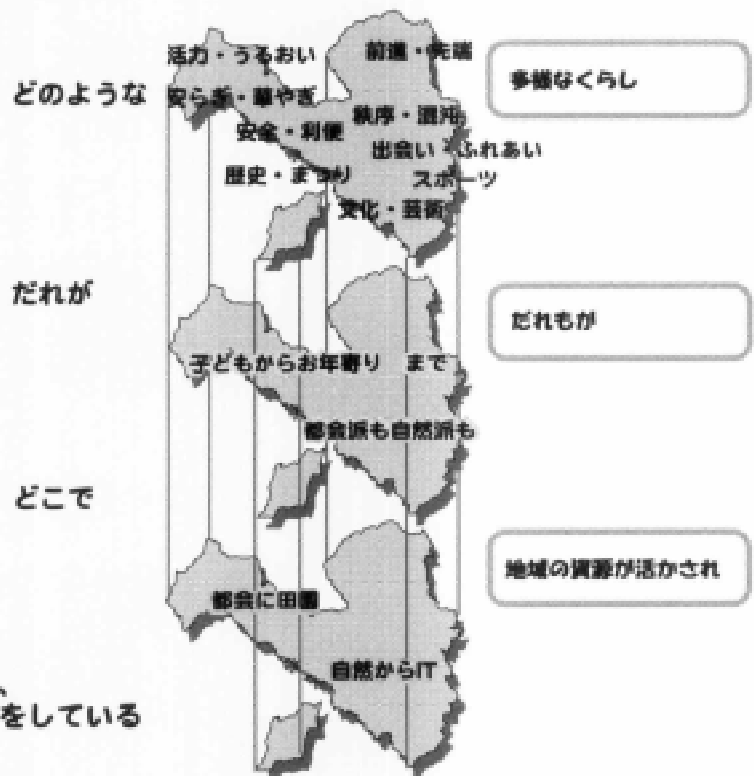 活力・うるおい
前進・先端
どのような
安らぎ・華やぎ
多様なくらし
秩序・混沌
安全・利便
出会い・ふれあい
歴史・まつり
スポーツ
文化・芸術
だれが
だれもが
子どもからお年寄り まで
都会派も自然派も
どこで
地域の資源が活かされ
都会に田園
自然からIT
をしている